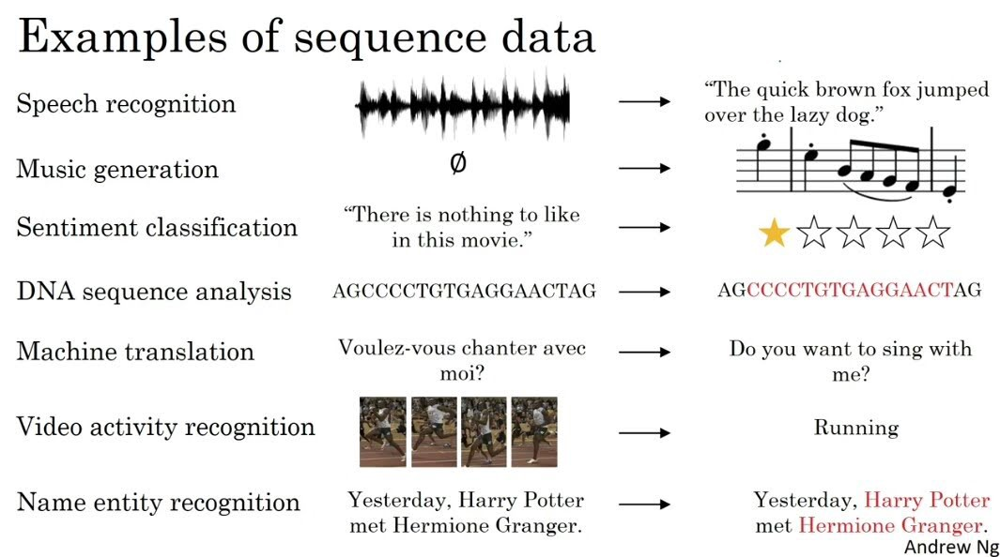 Examples of sequence data
Speech recognition
“The quick brown fox jumped
over the lazy dog.”
Music generation
∅
Sentiment classification
“There is nothing to like
in this movie.”
DNA sequence analysis
AGCCCCTGTGAGGAACTAG
AGCCCCTGTGAGGAACTAG
Machine translation
Voulez-vous chanter avec
moi?
Do you want to sing with
me?
Video activity recognition
Running
Name entity recognition
Yesterday, Harry Potter
met Hermione Granger.
Yesterday, Harry Potter
met Hermione Granger.
Andrew Ng